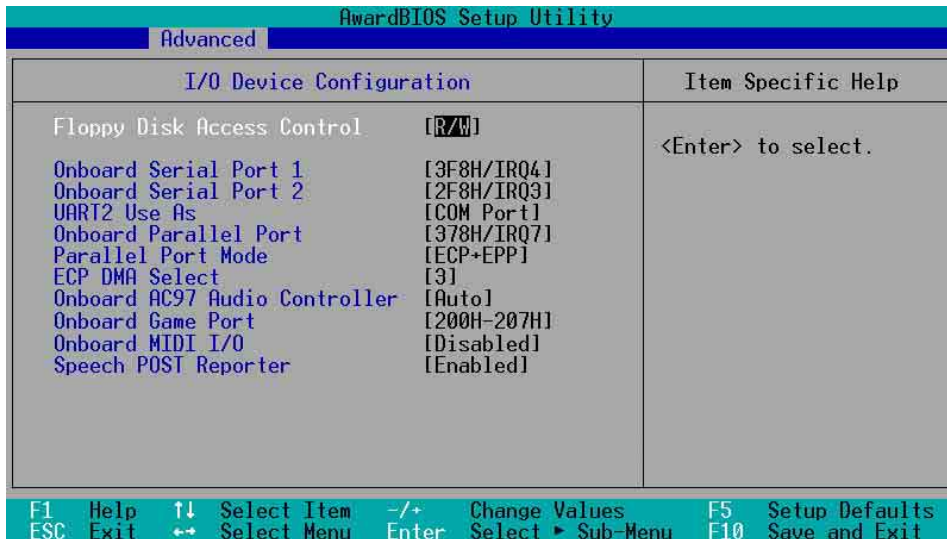 AwardBIOS Setup Utility
Advanced
I/O Device Configuration
Item Specific Help
Floppy Disk Access Control [R/W]
<Enter> to select.
Onboard Serial Port 1 [3F8H/IRQ4]
Onboard Serial Port 2 [2F8H/IRQ3]
UART2 Use As [COM Port]
Onboard Parallel Port [378H/IRQ7]
Parallel Port Mode [ECP+EPP]
ECP DMA Select [3]
Onboard AC97 Audio Controller [Auto]
Onboard Game Port [200H-207H]
Onboard MIDI I/O [Disabled]
Speech POST Reporter [Enabled]
F1 Help ↑↓ Select Item -/+ Change Values F5 Setup Defaults
ESC Exit ←→ Select Menu Enter Select ► Sub-Menu F10 Save and Exit